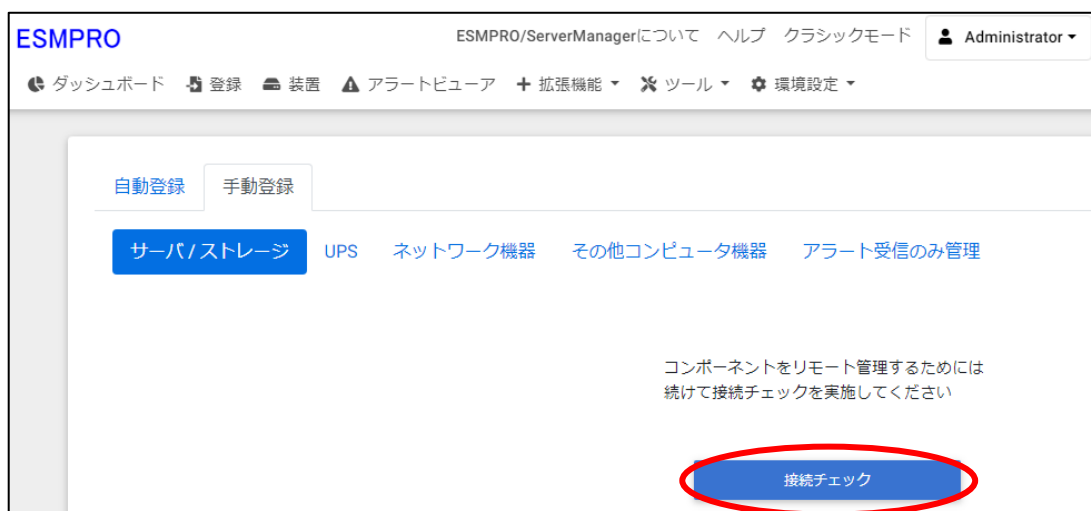 ESMPRO
ESMPRO/ServerManagerについて ヘルプ クラシックモード Administrator
ダッシュボード 登録 装置 アラートビューア 拡張機能 ツール 環境設定
自動登録 手動登録
サーバ/ストレージ UPS ネットワーク機器 その他コンピュータ機器 アラート受信のみ管理
コンポーネントをリモート管理するためには
続けて接続チェックを実施してください
接続チェック